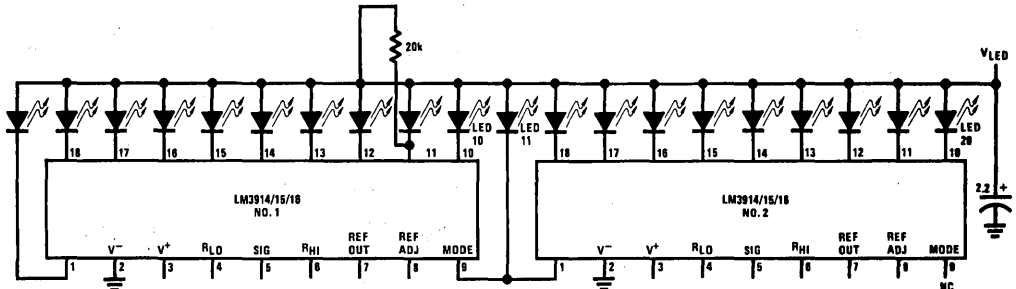 20k
V LED
LED 10
LED 11
LED 20
18 17 16 15 14 13 12 11 10
18 17 16 15 14 13 12 11 10
2.2 +
LM3914/15/16
NO. 1
LM3914/15/16
NO. 2
V− V+ RLO SIG RHI REF OUT REF ADJ MODE
V− V+ RLO SIG RHI REF OUT REF ADJ MODE
1 2 3 4 5 6 7 8 9
1 2 3 4 5 6 7 8 9
NC